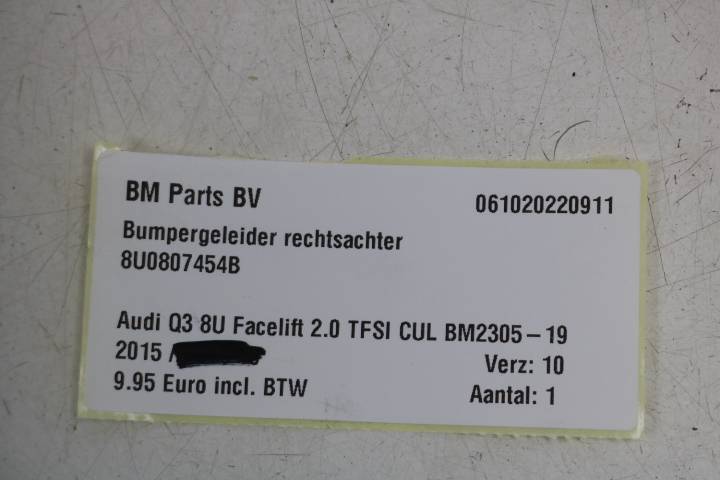 BM Parts BV 061020220911
Bumpergeleider rechtsachter
8U0807454B
Audi Q3 8U Facelift 2.0 TFSI CUL BM2305-19
2015 Verz: 10
9.95 Euro incl. BTW Aantal: 1